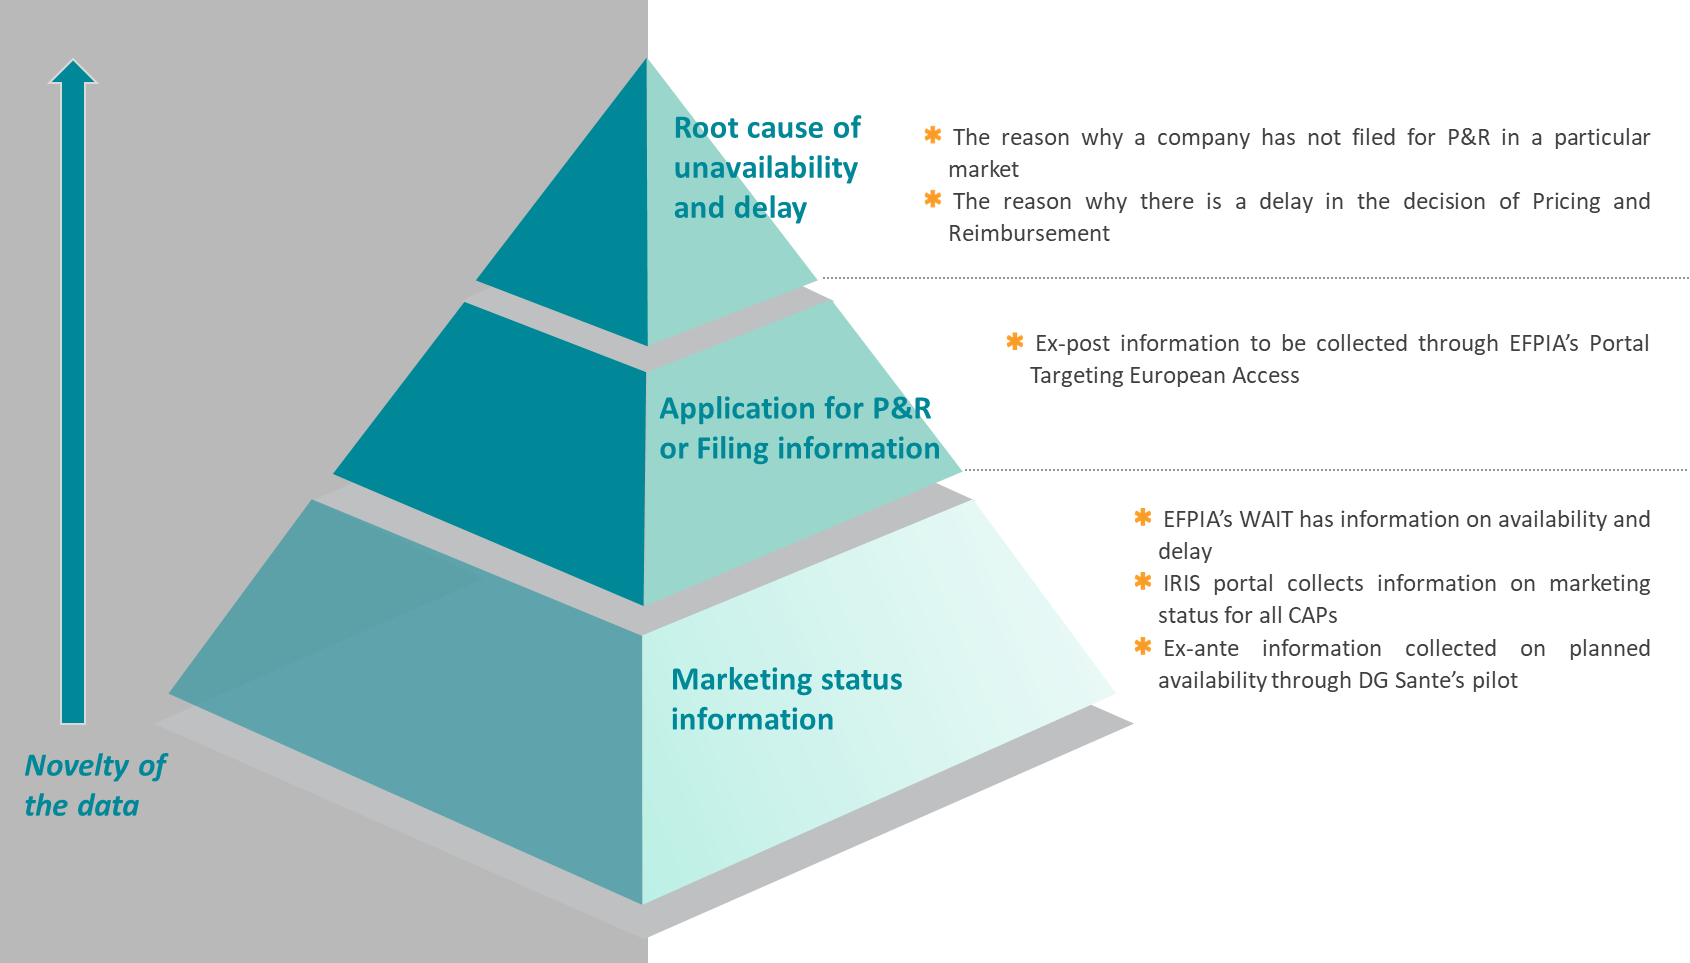 Root cause of
unavailability
and delay
✱ The reason why a company has not filed for P&R in a particular
market
✱ The reason why there is a delay in the decision of Pricing and
Reimbursement
✱ Ex-post information to be collected through EFPIA’s Portal
Targeting European Access
Application for P&R
or Filing information
✱ EFPIA’s WAIT has information on availability and
delay
✱ IRIS portal collects information on marketing
status for all CAPs
✱ Ex-ante information collected on planned
availability through DG Sante’s pilot
Marketing status
information
Novelty of
the data